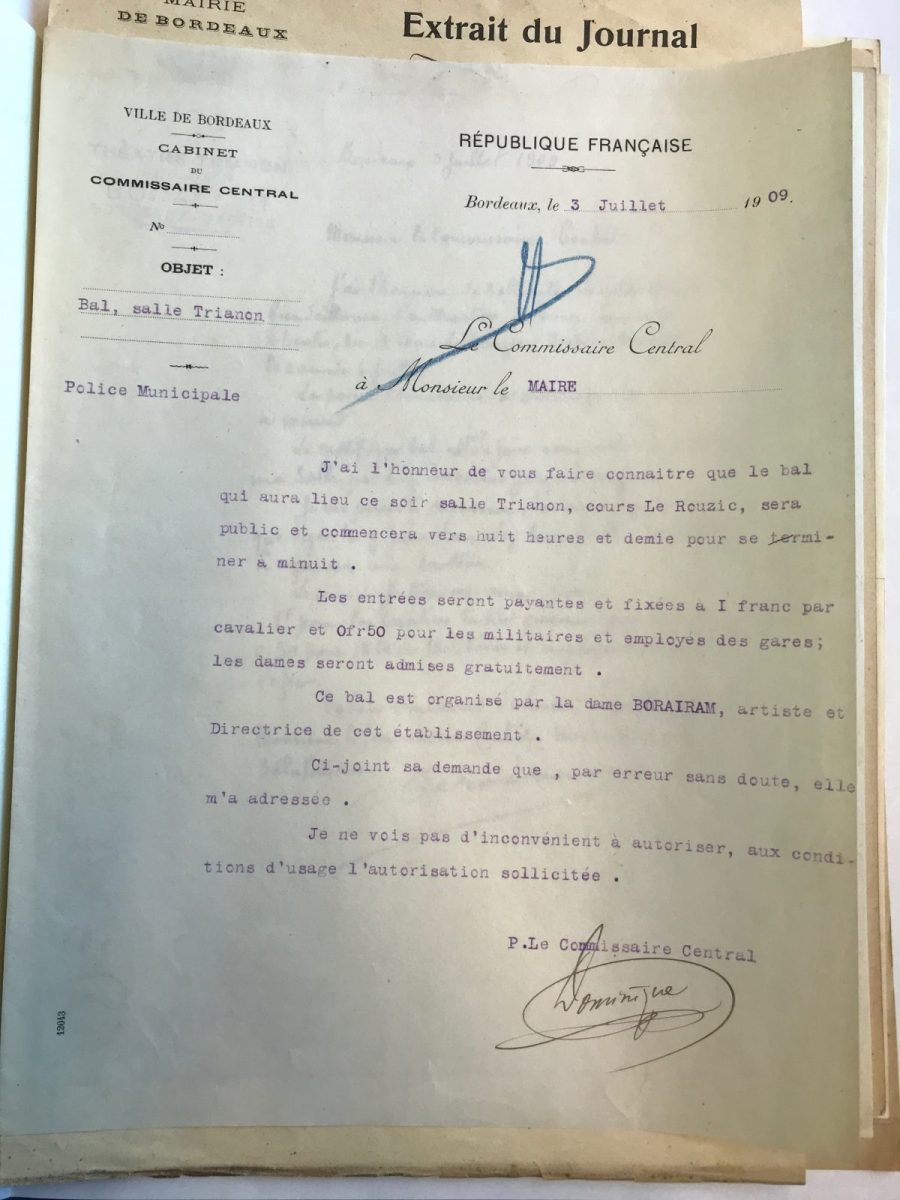 MAIRIE
DE BORDEAUX
Extrait du Journal
VILLE DE BORDEAUX
CABINET
DU
COMMISSAIRE CENTRAL
No
OBJET :
Bal, salle Trianon
Police Municipale
RÉPUBLIQUE FRANÇAISE
Bordeaux, le 3 Juillet 1909.
Le Commissaire Central
à Monsieur le MAIRE
J'ai l'honneur de vous faire connaitre que le bal
qui aura lieu ce soir salle Trianon, cours Le Rouzic, sera
public et commencera vers huit heures et demie pour se termi-
ner à minuit .
Les entrées seront payantes et fixées à I franc par
cavalier et 0fr50 pour les militaires et employés des gares;
les dames seront admises gratuitement .
Ce bal est organisé par la dame BORAIRAM, artiste et
Directrice de cet établissement .
Ci-joint sa demande que , par erreur sans doute, elle
m'a adressée .
Je ne vois pas d'inconvénient à autoriser, aux condi-
tions d'usage l'autorisation sollicitée .
P.Le Commissaire Central
Dominique
12043